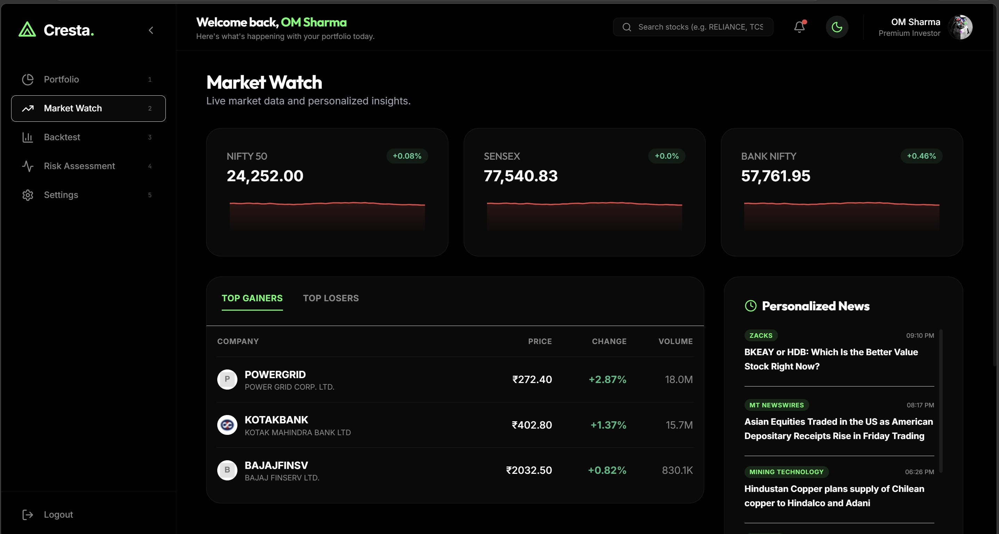 Cresta.
Welcome back, OM Sharma
Here's what's happening with your portfolio today.
Search stocks (e.g. RELIANCE, TCS
OM Sharma
Premium Investor
Portfolio 1
Market Watch 2
Backtest 3
Risk Assessment 4
Settings 5
Logout
Market Watch
Live market data and personalized insights.
NIFTY 50 +0.08%
24,252.00
SENSEX +0.0%
77,540.83
BANK NIFTY +0.46%
57,761.95
TOP GAINERS TOP LOSERS
COMPANY PRICE CHANGE VOLUME
P
POWERGRID ₹272.40 +2.87% 18.0M
POWER GRID CORP. LTD.
KOTAKBANK ₹402.80 +1.37% 15.7M
KOTAK MAHINDRA BANK LTD
B
BAJAJFINSV ₹2032.50 +0.82% 830.1K
BAJAJ FINSERV LTD.
Personalized News
ZACKS 09:10 PM
BKEAY or HDB: Which Is the Better Value
Stock Right Now?
MT NEWSWIRES 08:17 PM
Asian Equities Traded in the US as American
Depositary Receipts Rise in Friday Trading
MINING TECHNOLOGY 06:26 PM
Hindustan Copper plans supply of Chilean
copper to Hindalco and Adani